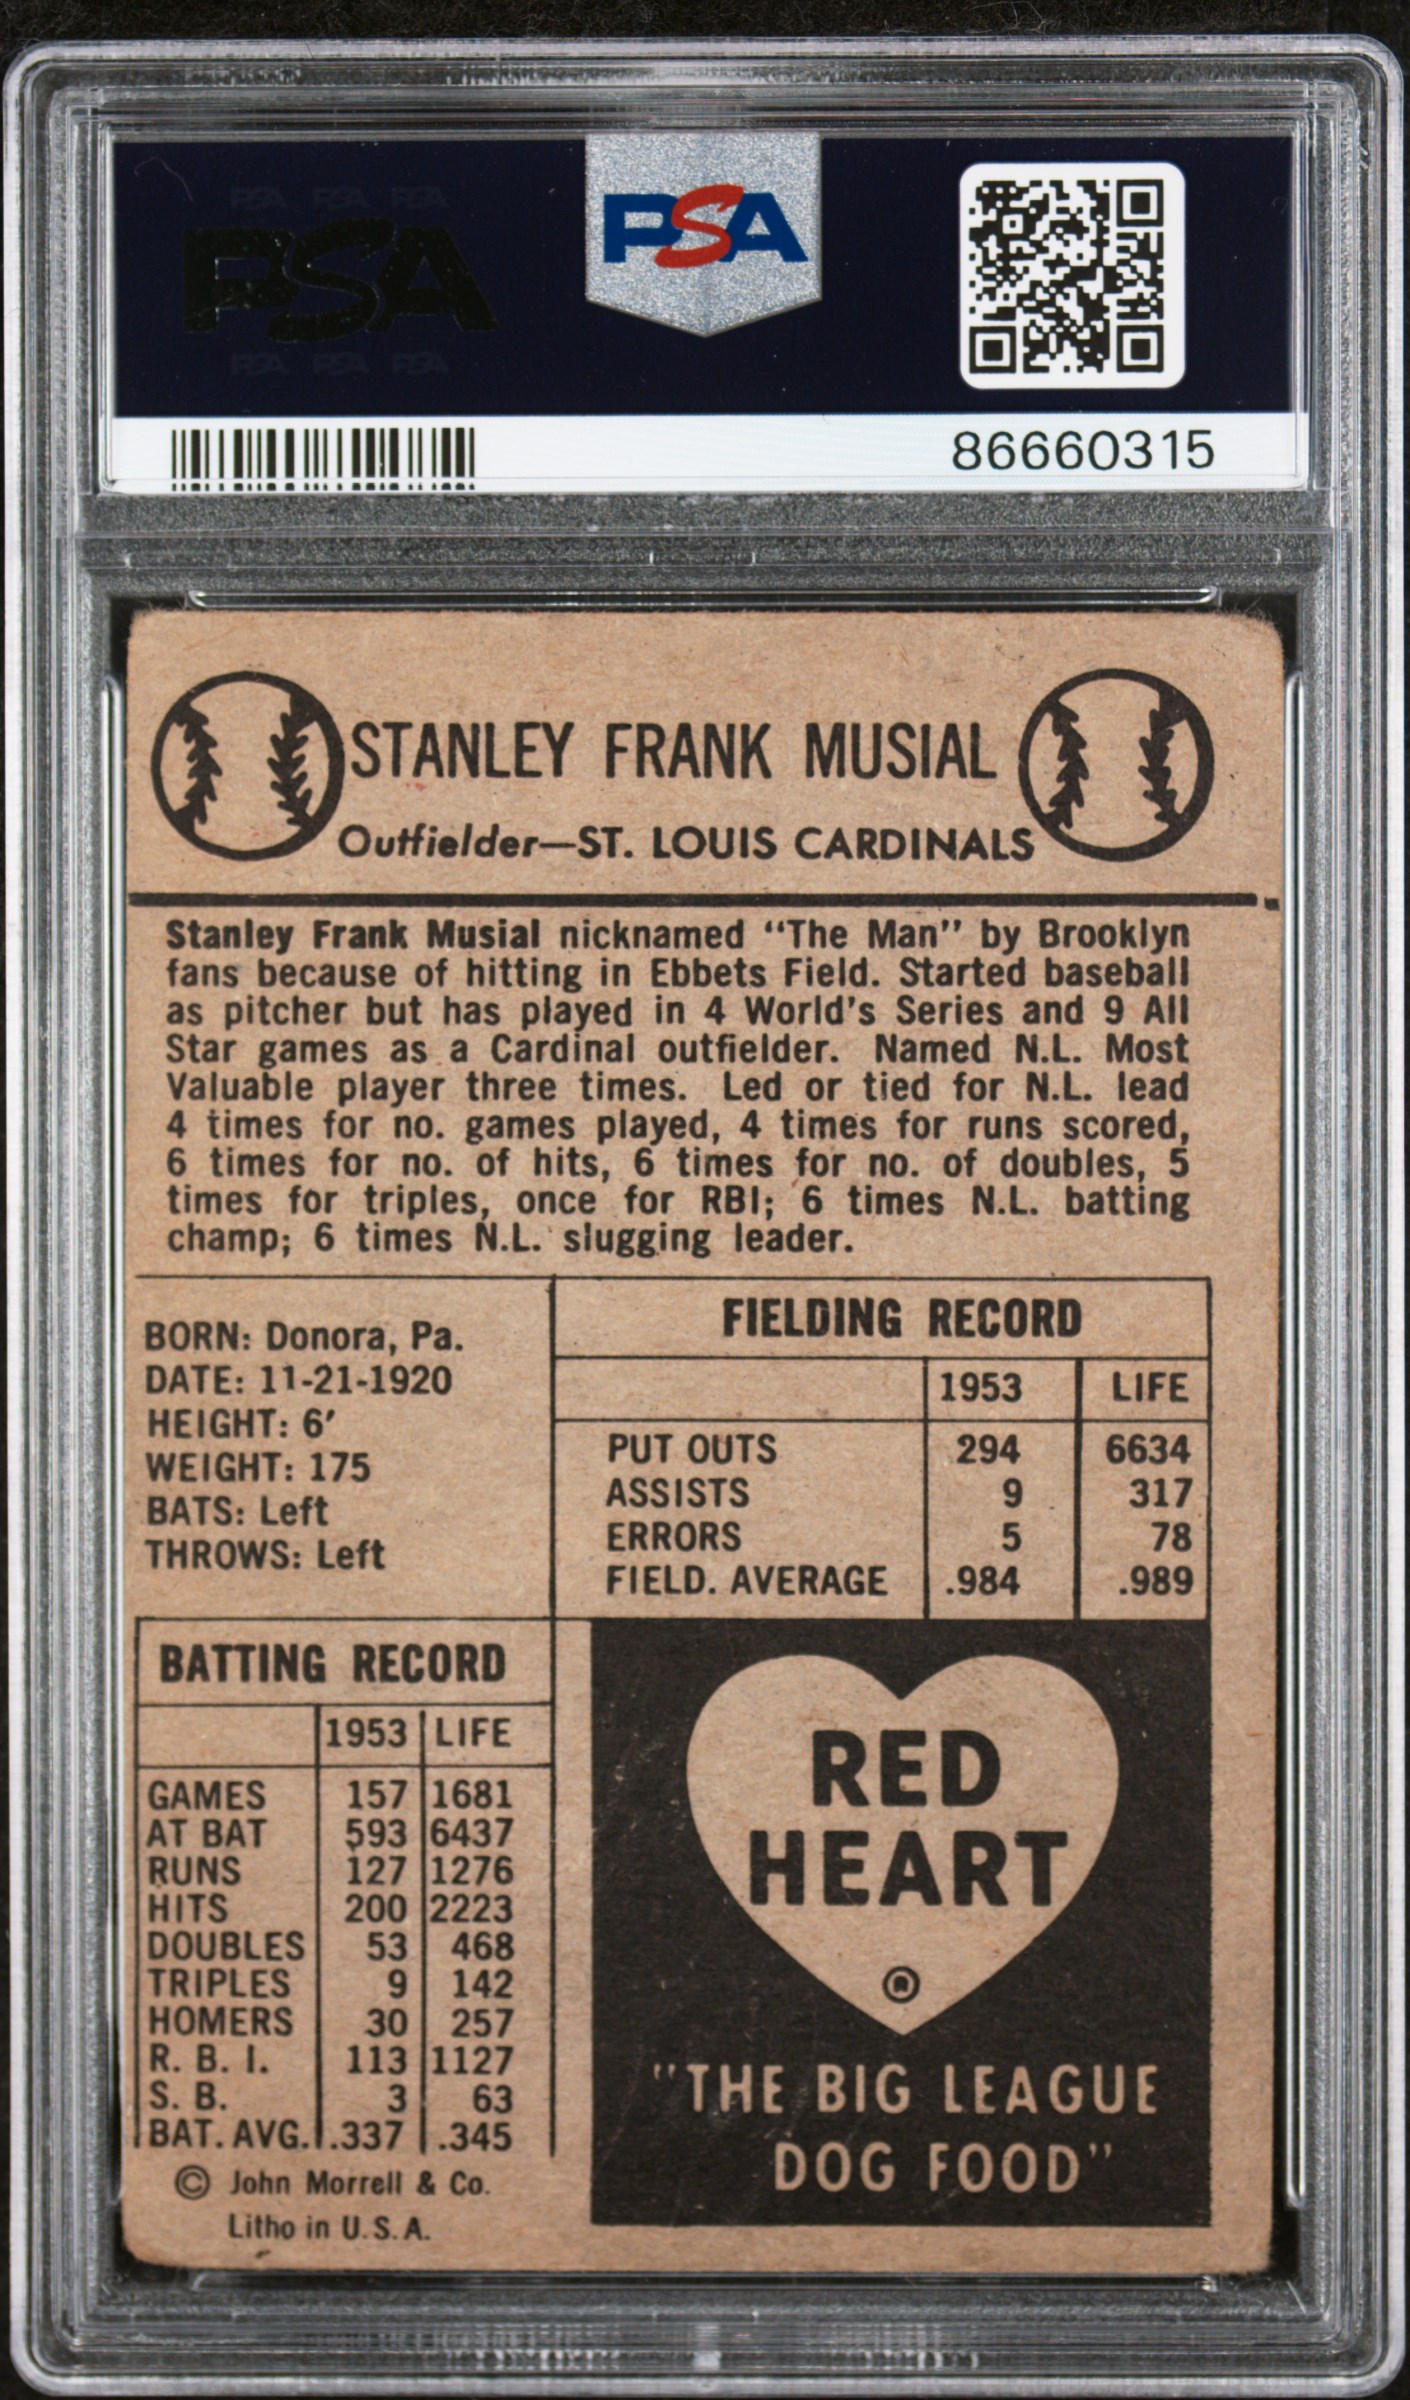 PSA PSA PSA
PSA
PSA PSA PSA
PSA
86660315
STANLEY FRANK MUSIAL
Outfielder—ST. LOUIS CARDINALS
Stanley Frank Musial nicknamed "The Man" by Brooklyn
fans because of hitting in Ebbets Field. Started baseball
as pitcher but has played in 4 World's Series and 9 All
Star games as a Cardinal outfielder. Named N.L. Most
Valuable player three times. Led or tied for N.L. lead
4 times for no. games played, 4 times for runs scored,
6 times for no. of hits, 6 times for no. of doubles, 5
times for triples, once for RBI; 6 times N.L. batting
champ; 6 times N.L. slugging leader.
BORN: Donora, Pa.
DATE: 11-21-1920
HEIGHT: 6'
WEIGHT: 175
BATS: Left
THROWS: Left
FIELDING RECORD
1953 LIFE
PUT OUTS 294 6634
ASSISTS 9 317
ERRORS 5 78
FIELD. AVERAGE .984 .989
BATTING RECORD
1953 LIFE
GAMES 157 1681
AT BAT 593 6437
RUNS 127 1276
HITS 200 2223
DOUBLES 53 468
TRIPLES 9 142
HOMERS 30 257
R. B. I. 113 1127
S. B. 3 63
BAT. AVG. .337 .345
© John Morrell & Co.
Litho in U.S.A.
RED
HEART
®
"THE BIG LEAGUE
DOG FOOD"